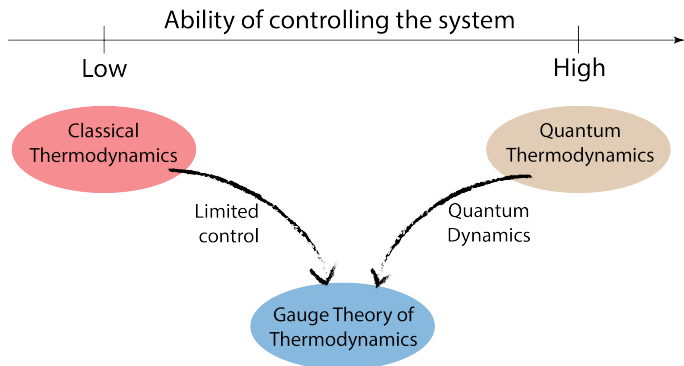 Ability of controlling the system
Low
High
Classical
Thermodynamics
Quantum
Thermodynamics
Limited
control
Quantum
Dynamics
Gauge Theory of
Thermodynamics